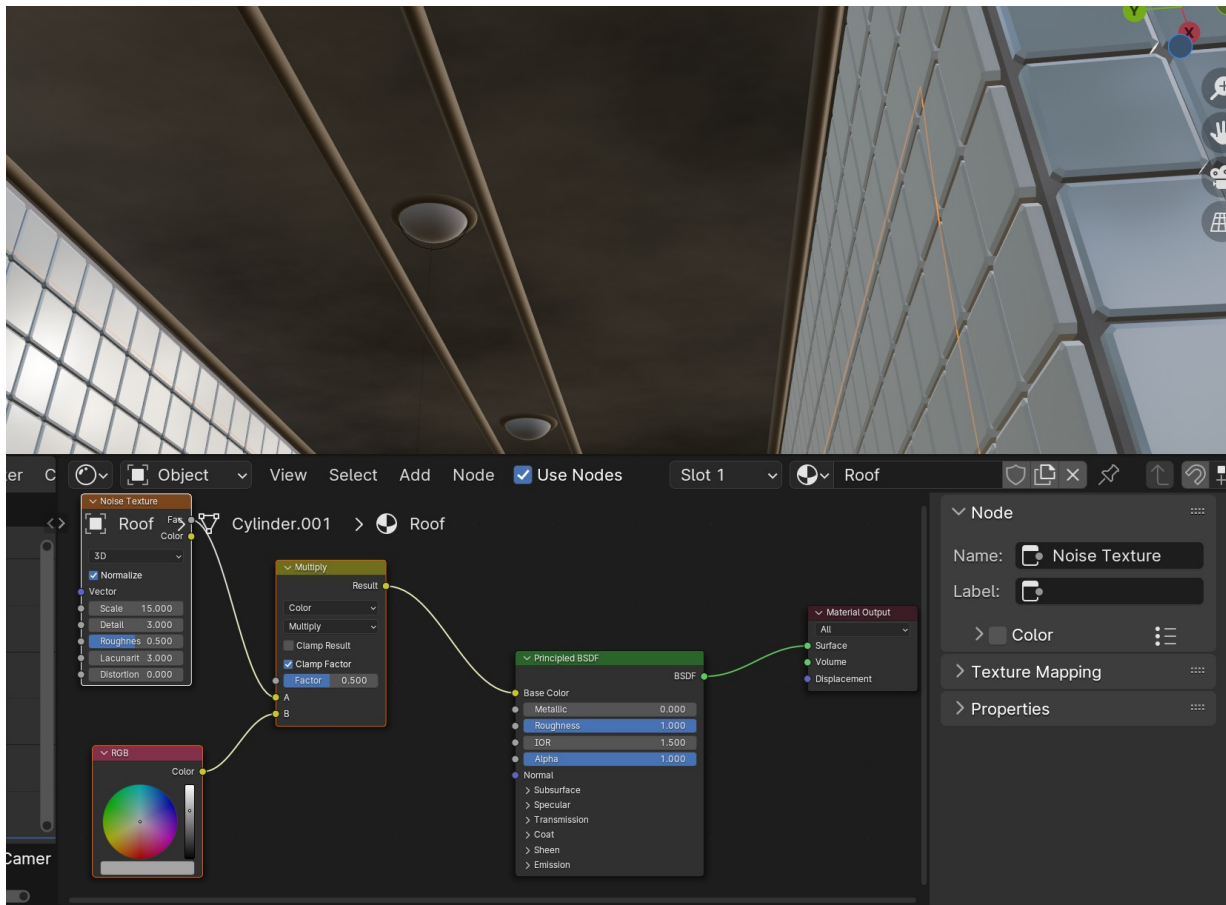 Y
X
er C
Object
View
Select
Add
Node
Use Nodes
Slot 1
Roof
Noise Texture
Fac
Color
3D
Normalize
Vector
Scale 15.000
Detail 3.000
Roughnes 0.500
Lacunarit 3.000
Distortion 0.000
Roof
Cylinder.001
Roof
Multiply
Result
Color
Multiply
Clamp Result
Clamp Factor
Factor 0.500
A
B
RGB
Color
Principled BSDF
BSDF
Base Color
Metallic 0.000
Roughness 1.000
IOR 1.500
Alpha 1.000
Normal
Subsurface
Specular
Transmission
Coat
Sheen
Emission
Material Output
All
Surface
Volume
Displacement
Node
Name: Noise Texture
Label:
Color
Texture Mapping
Properties
Camer